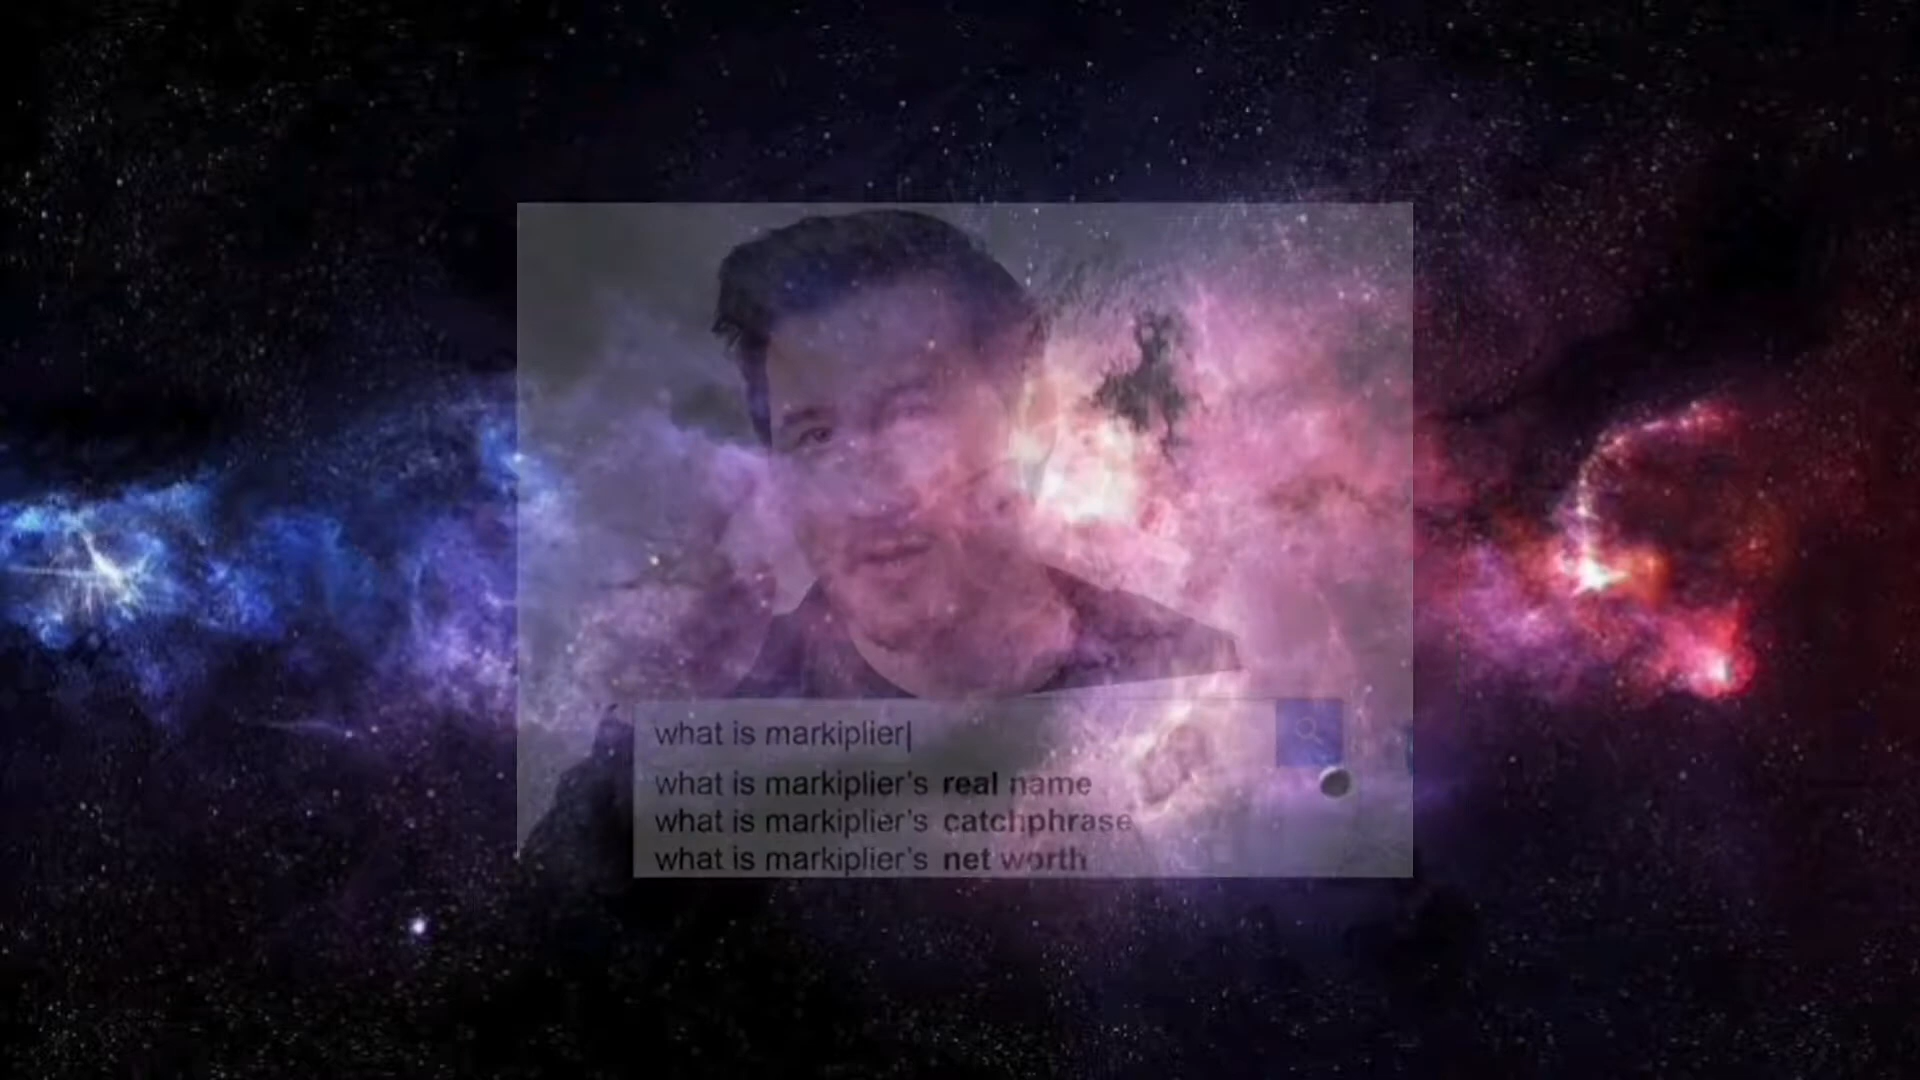 what is markiplier
what is markiplier's real name
what is markiplier's catchphrase
what is markiplier's net worth